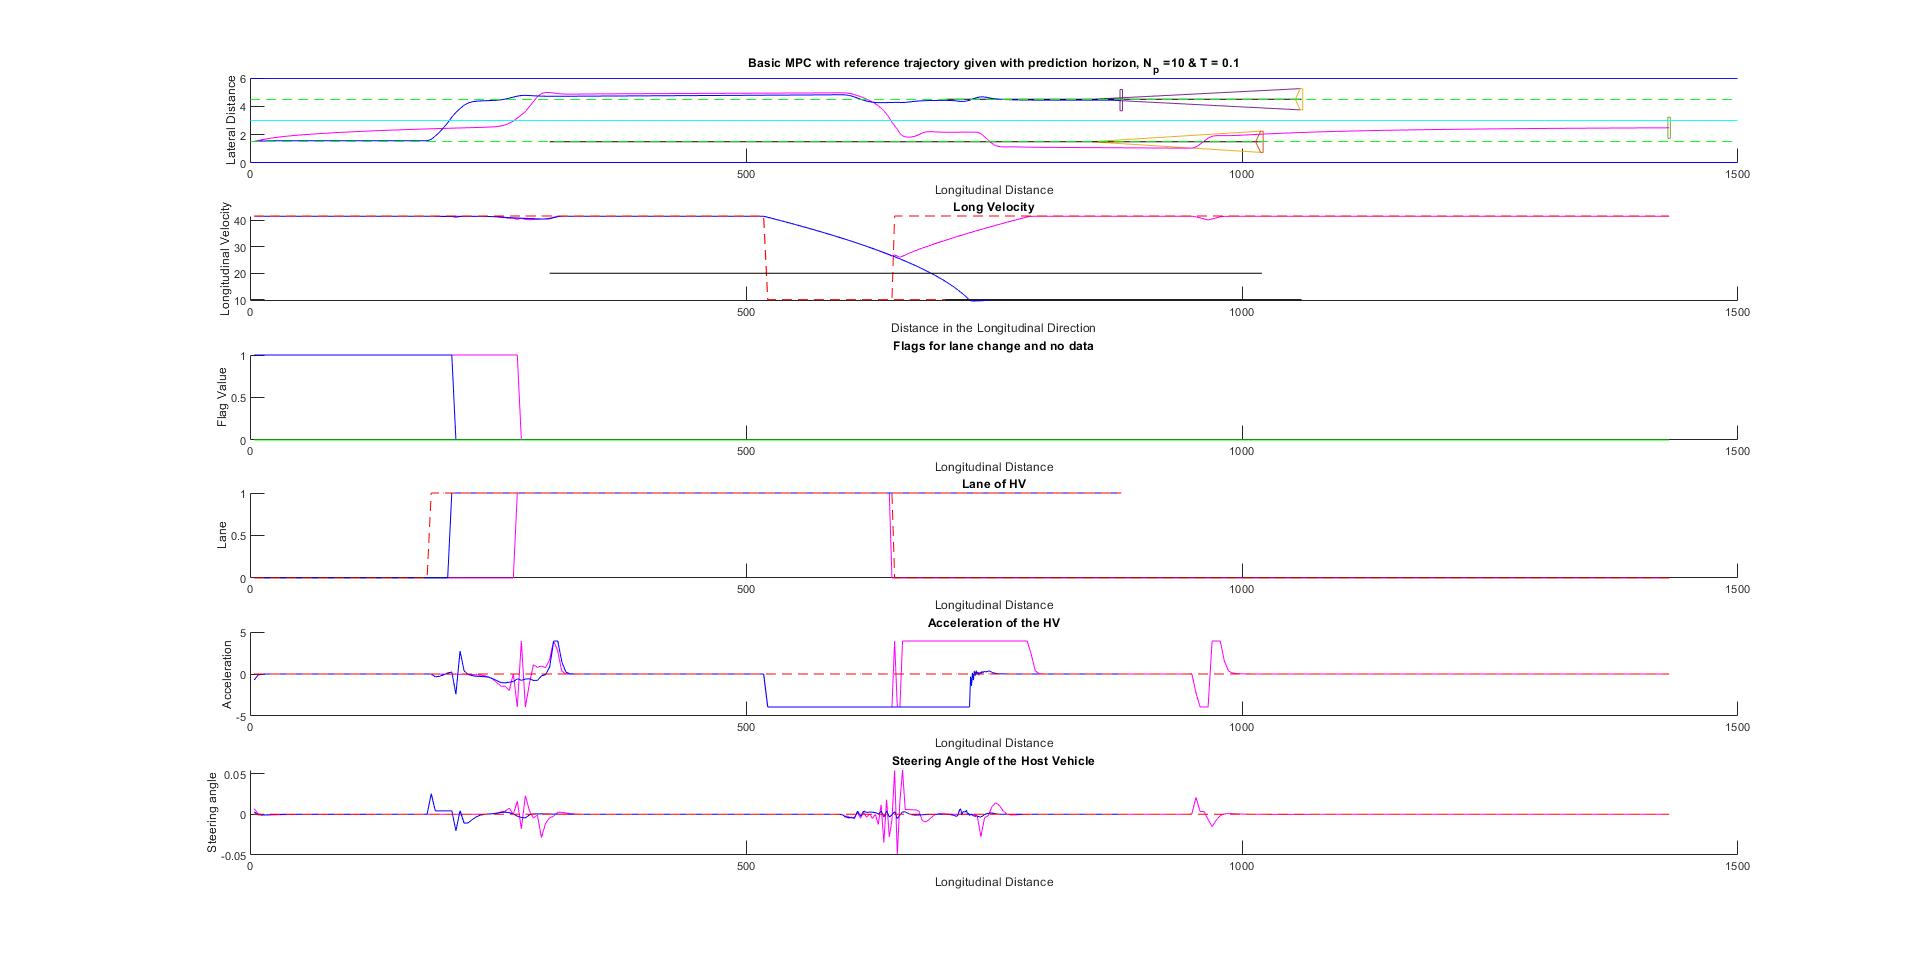 Basic MPC with reference trajectory given with prediction horizon, Np =10 & T = 0.1
Lateral Distance
6
4
2
0
0 500 1000 1500
Longitudinal Distance
Long Velocity
Longitudinal Velocity
40
30
20
10
0 500 1000 1500
Distance in the Longitudinal Direction
Flags for lane change and no data
Flag Value
1
0.5
0
0 500 1000 1500
Longitudinal Distance
Lane of HV
Lane
1
0.5
0
0 500 1000 1500
Longitudinal Distance
Acceleration of the HV
Acceleration
5
0
-5
0 500 1000 1500
Longitudinal Distance
Steering Angle of the Host Vehicle
Steering angle
0.05
0
-0.05
0 500 1000 1500
Longitudinal Distance